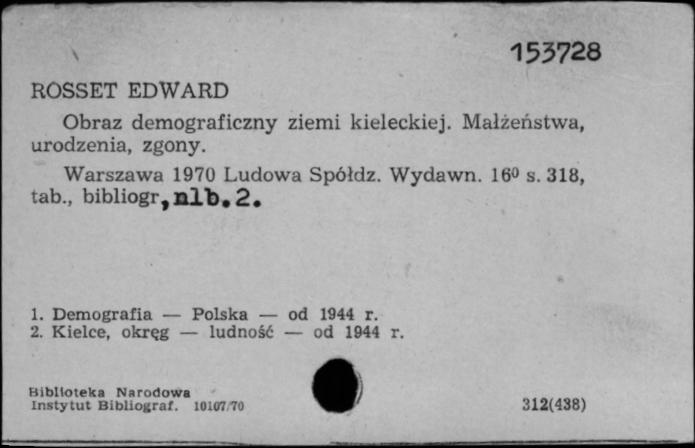 153728
ROSSET EDWARD
Obraz demograficzny ziemi kieleckiej. Małżeństwa,
urodzenia, zgony.
Warszawa 1970 Ludowa Spółdz. Wydawn. 16⁰ s. 318,
tab., bibliogr, nlb. 2.
1. Demografia — Polska — od 1944 r.
2. Kielce, okręg — ludność — od 1944 r.
Biblioteka Narodowa
Instytut Bibliograf. 10107/70
312(438)